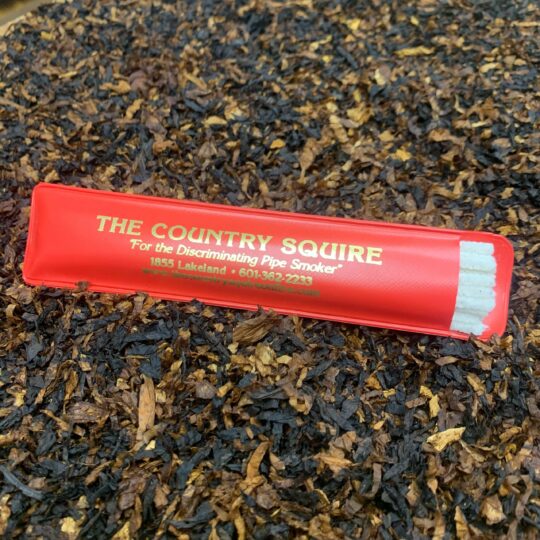 THE COUNTRY SQUIRE
"For the Discriminating Pipe Smoker"
1855 Lakeland • 601-362-2233